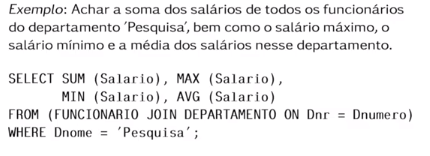 Exemplo: Achar a soma dos salários de todos os funcionários
do departamento 'Pesquisa', bem como o salário máximo, o
salário mínimo e a média dos salários nesse departamento.
SELECT SUM (Salario), MAX (Salario),
MIN (Salario), AVG (Salario)
FROM (FUNCIONARIO JOIN DEPARTAMENTO ON Dnr = Dnumero)
WHERE Dnome = 'Pesquisa';